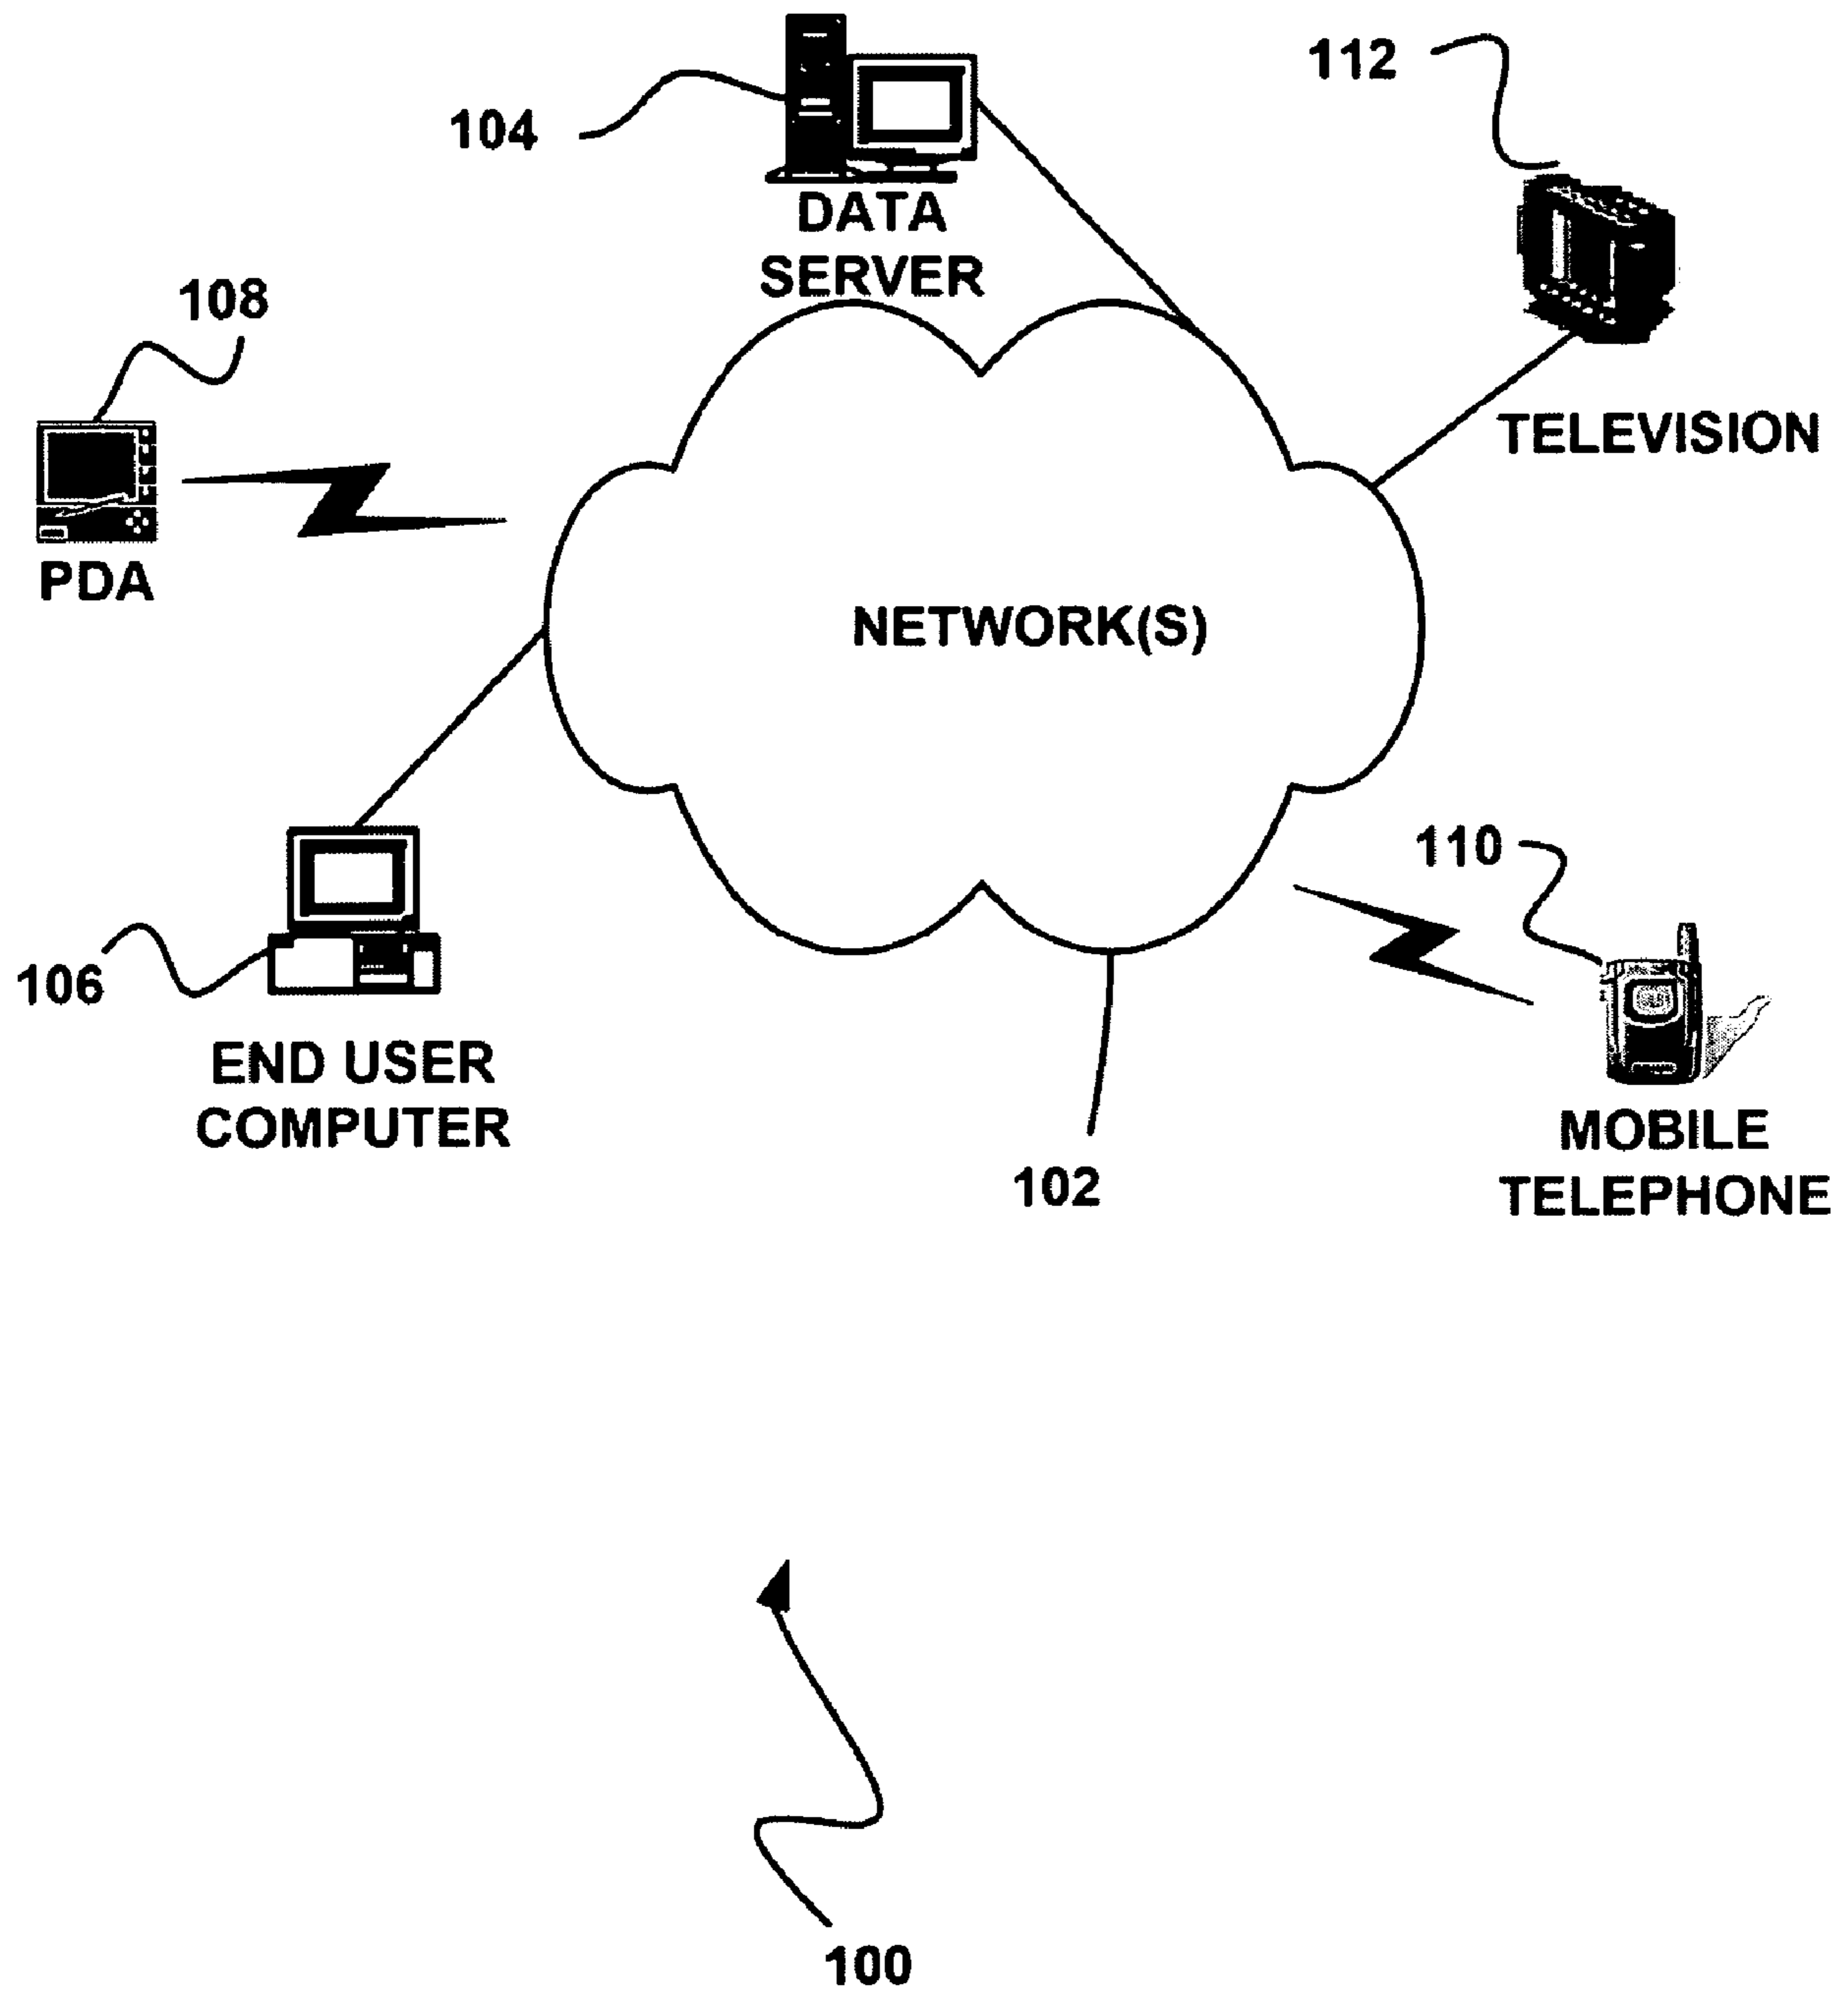 112
104
DATA
SERVER
108
TELEVISION
PDA
NETWORK(S)
110
106
END USER
COMPUTER
MOBILE
TELEPHONE
102
100